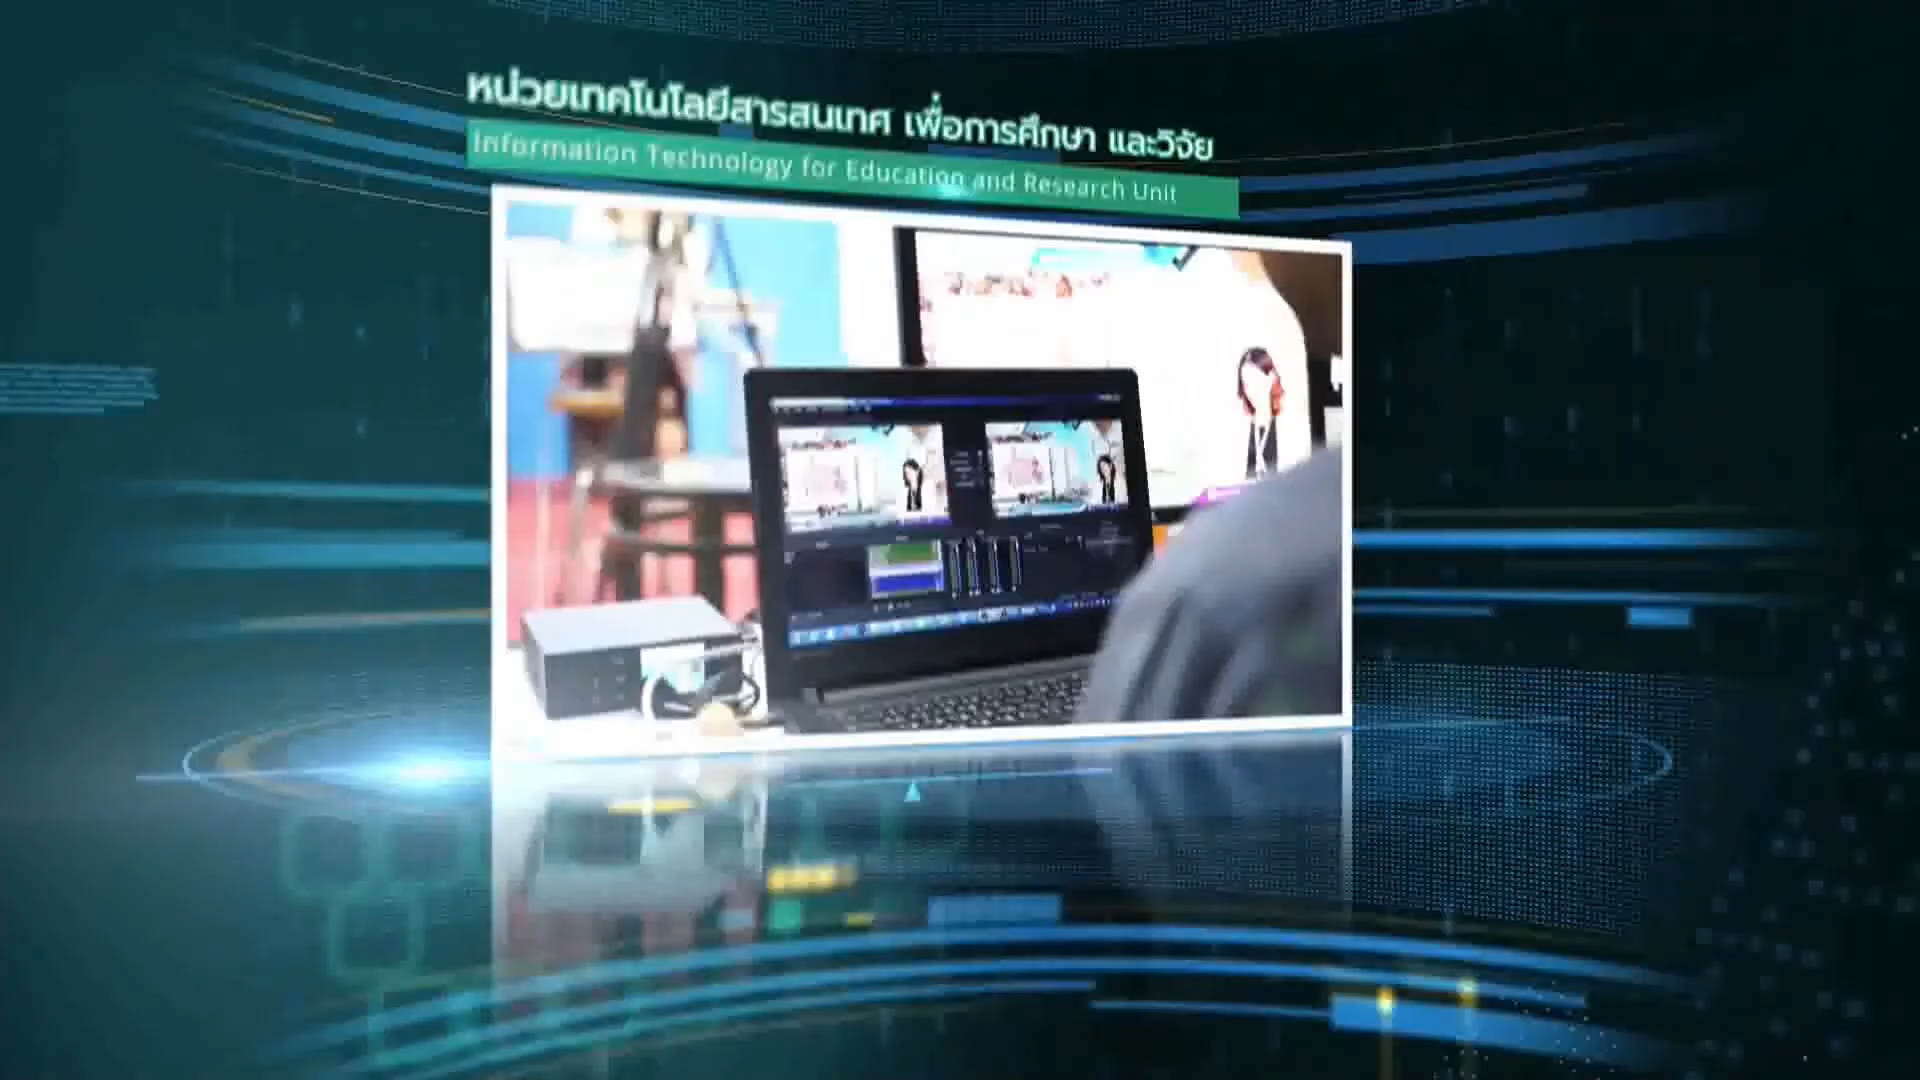 หน่วยเทคโนโลยีสารสนเทศ เพื่อการศึกษา และวิจัย
Information Technology for Education and Research Unit